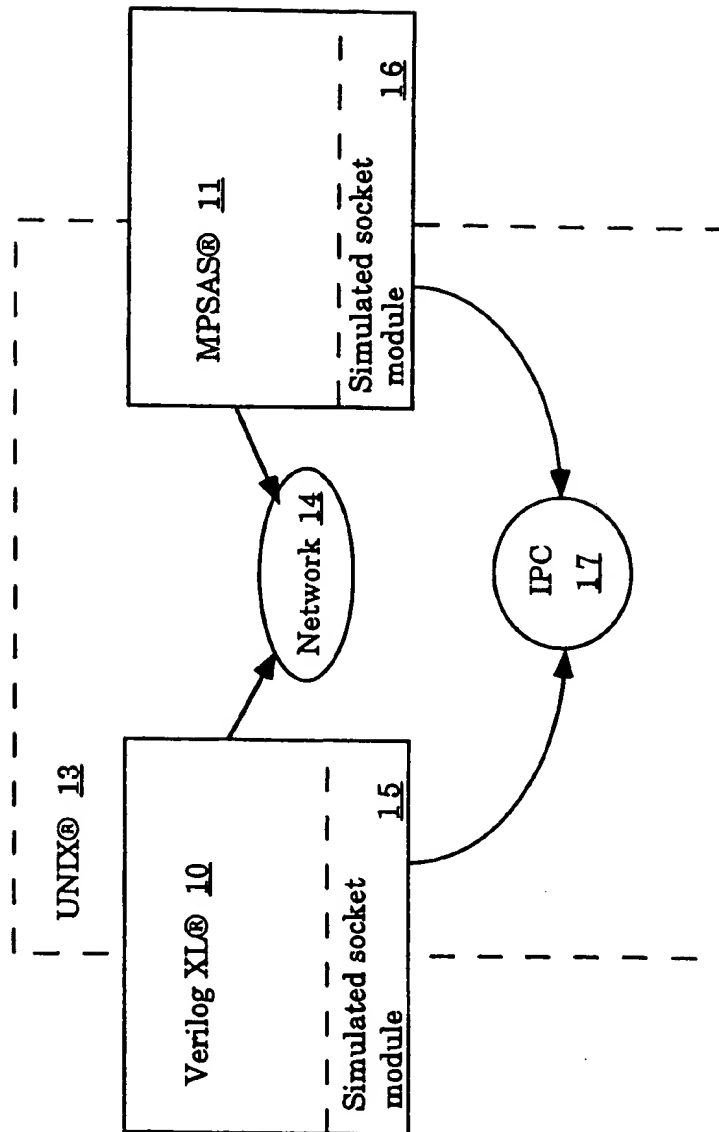 UNIX® 13
Verilog XL® 10
Simulated socket
module 15
Network 14
IPC
17
MPSAS® 11
Simulated socket
module 16